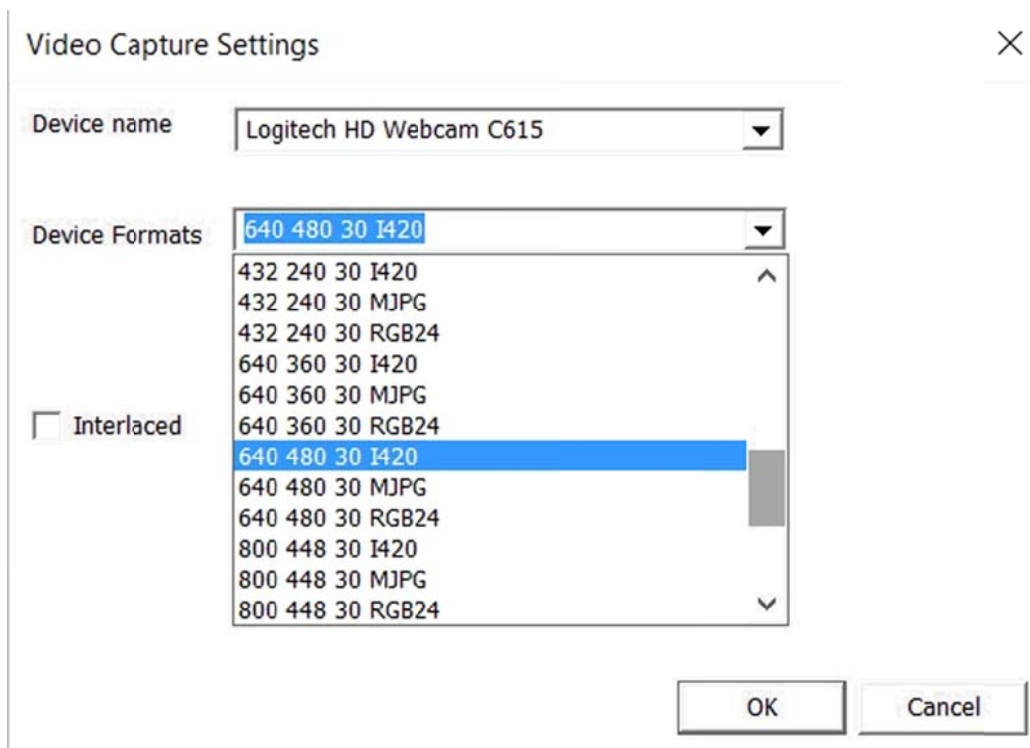 Video Capture Settings
Device name
Logitech HD Webcam C615
Device Formats
640 480 30 I420
432 240 30 I420
432 240 30 MJPG
432 240 30 RGB24
640 360 30 I420
640 360 30 MJPG
640 360 30 RGB24
Interlaced
640 480 30 I420
640 480 30 MJPG
640 480 30 RGB24
800 448 30 I420
800 448 30 MJPG
800 448 30 RGB24
OK
Cancel